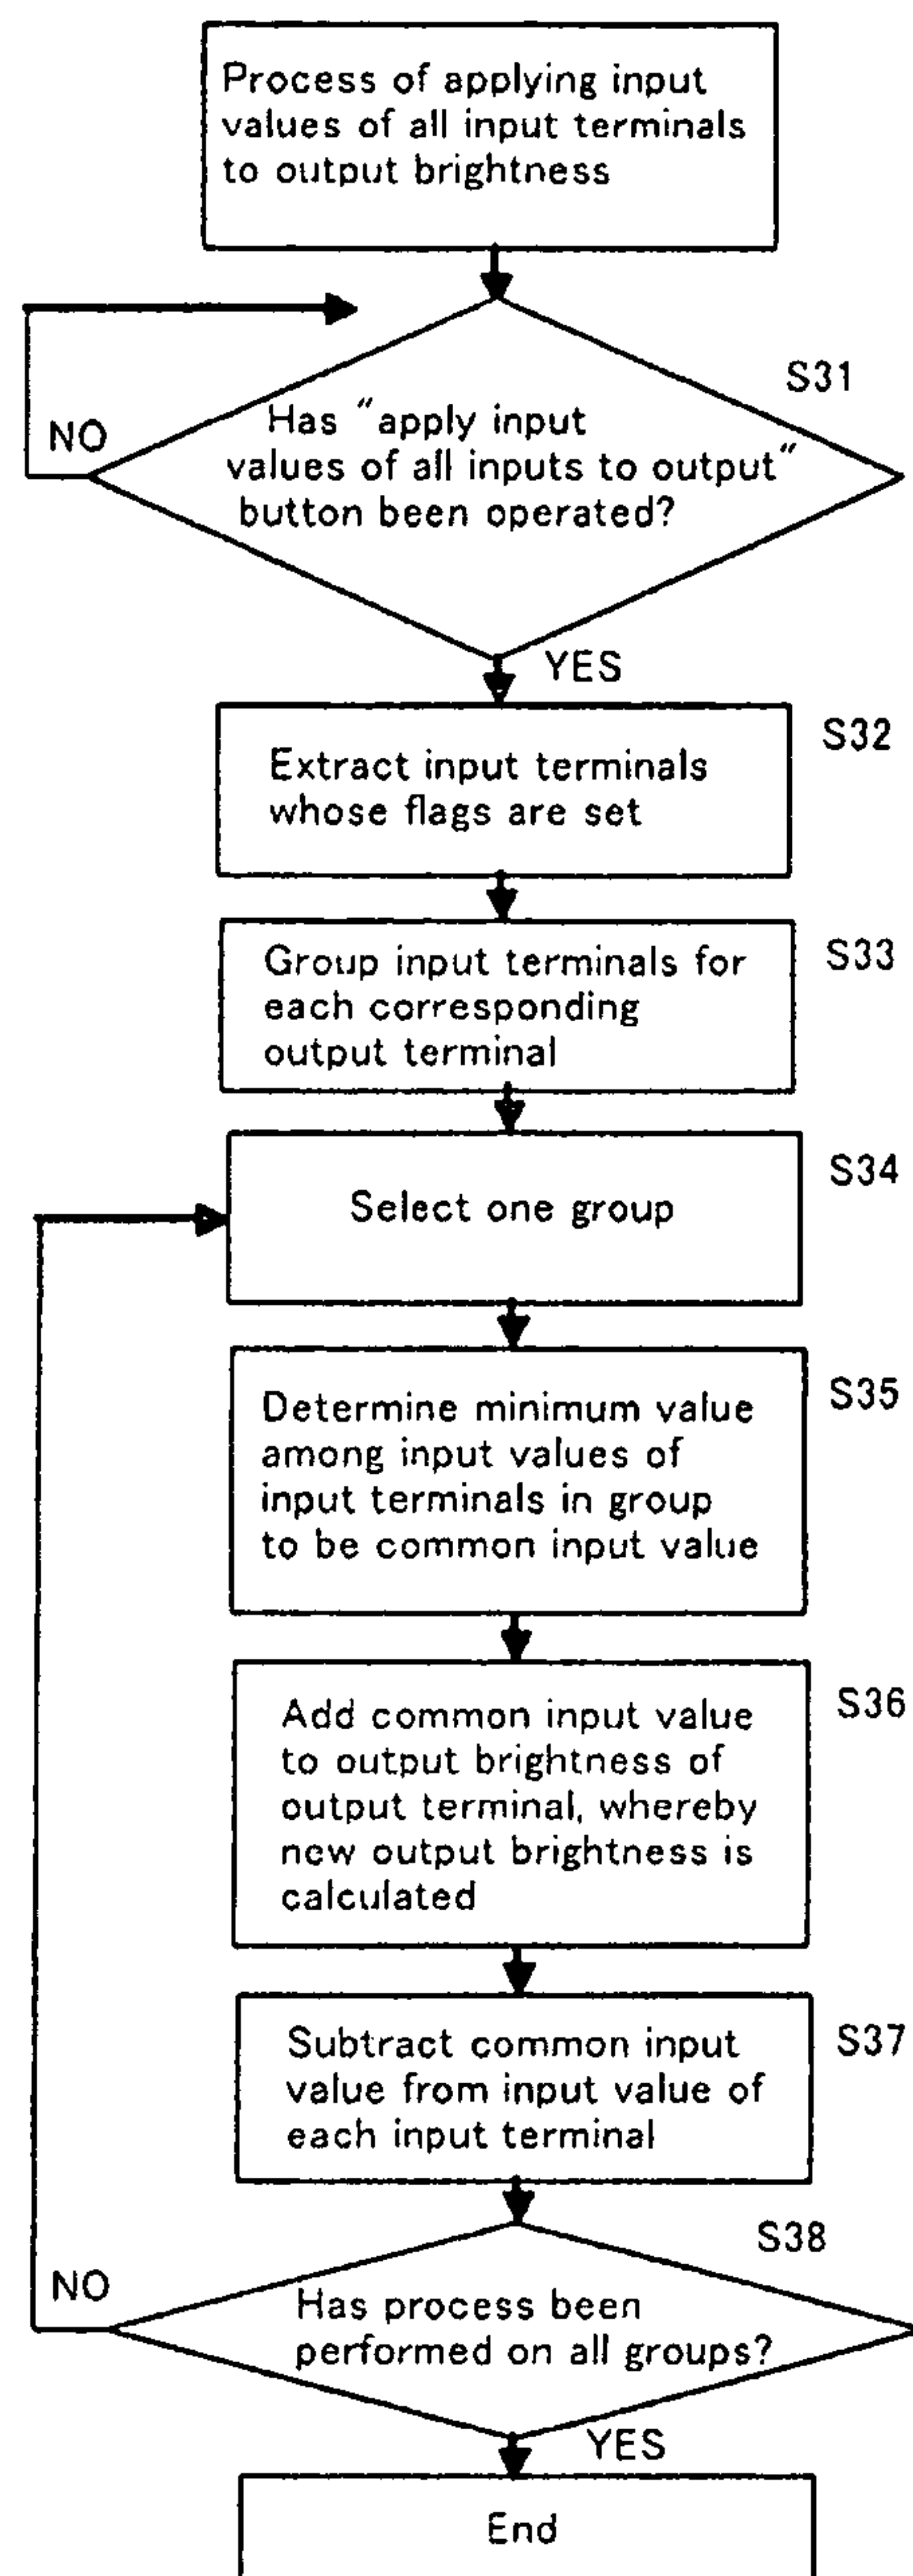 Process of applying input
values of all input terminals
to output brightness
S31
Has "apply input
values of all inputs to output"
button been operated?
NO
YES
S32
Extract input terminals
whose flags are set
S33
Group input terminals for
each corresponding
output terminal
S34
Select one group
S35
Determine minimum value
among input values of
input terminals in group
to be common input value
S36
Add common input value
to output brightness of
output terminal, whereby
new output brightness is
calculated
S37
Subtract common input
value from input value of
each input terminal
S38
Has process been
performed on all groups?
NO
YES
End